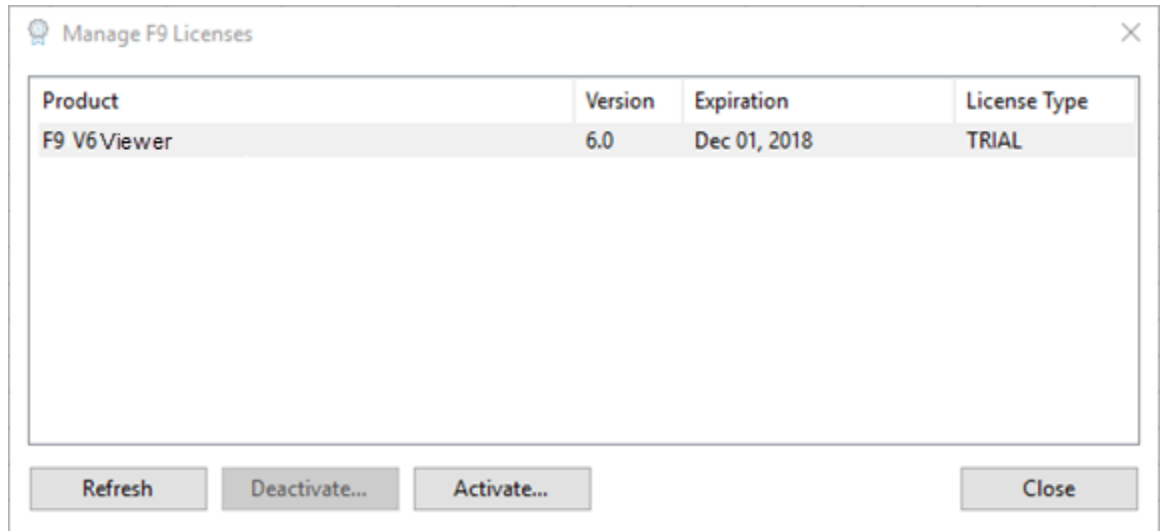 Manage F9 Licenses
Product Version Expiration License Type
F9 V6 Viewer 6.0 Dec 01, 2018 TRIAL
Refresh Deactivate... Activate... Close